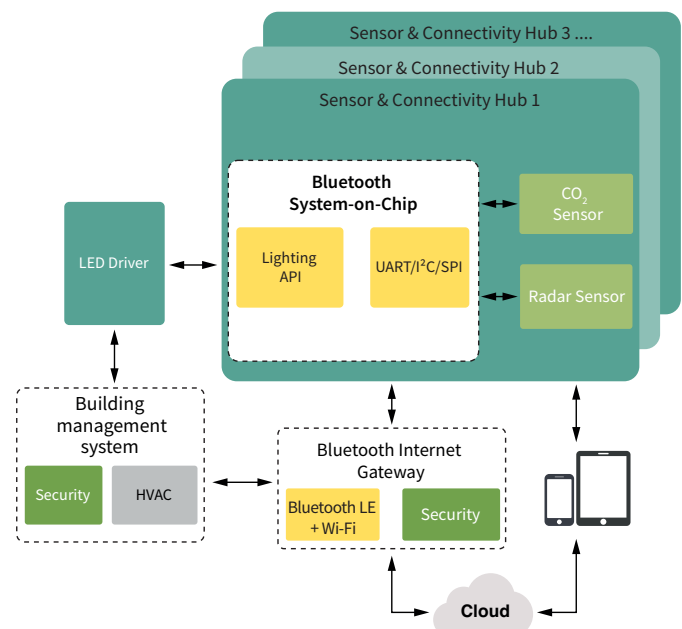 Sensor & Connectivity Hub 3 ....
Sensor & Connectivity Hub 2
Sensor & Connectivity Hub 1
Bluetooth
System-on-Chip
Lighting
API
UART/I²C/SPI
CO₂
Sensor
Radar Sensor
LED Driver
Building
management
system
Security
HVAC
Bluetooth Internet
Gateway
Bluetooth LE
+ Wi-Fi
Security
Cloud